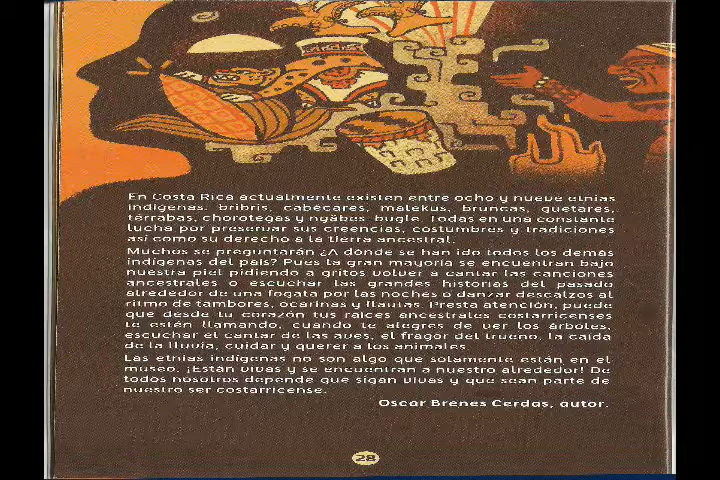 En Costa Rica actualmente existen entre ocho y nueve etnias
indígenas: bribris, cabécares, malekus, bruncas, quetares,
térrabas, chorotegas y ngäbes-bugle. Todas en una constante
lucha por preservar sus creencias, costumbres y tradiciones
así como su derecho a la tierra ancestral.
Muchos se preguntarán ¿A dónde se han ido todos los demas
indígenas del país? Pues la gran mayoría se encuentran bajo
nuestra piel pidiendo a gritos volver a cantar las canciones
ancestrales o escuchar las grandes historias del pasado
alrededor de una fogata por las noches o danzar descalzos al
ritmo de tambores, ocarinas y flautas. Presta atención, puede
que desde tu corazón tus raíces ancestrales costarricenses
te estén llamando, cuando te alegres de ver los árboles,
escuchar el cantar de las aves, el fragor del trueno, la caída
de la lluvia, cuidar y querer a los animales.
Las etnias indígenas no son algo que solamente están en el
museo. ¡Están vivas y se encuentran a nuestro alrededor! De
todos nosotros depende que sigan vivas y que sean parte de
nuestro ser costarricense.
Oscar Brenes Cerdas, autor.
28